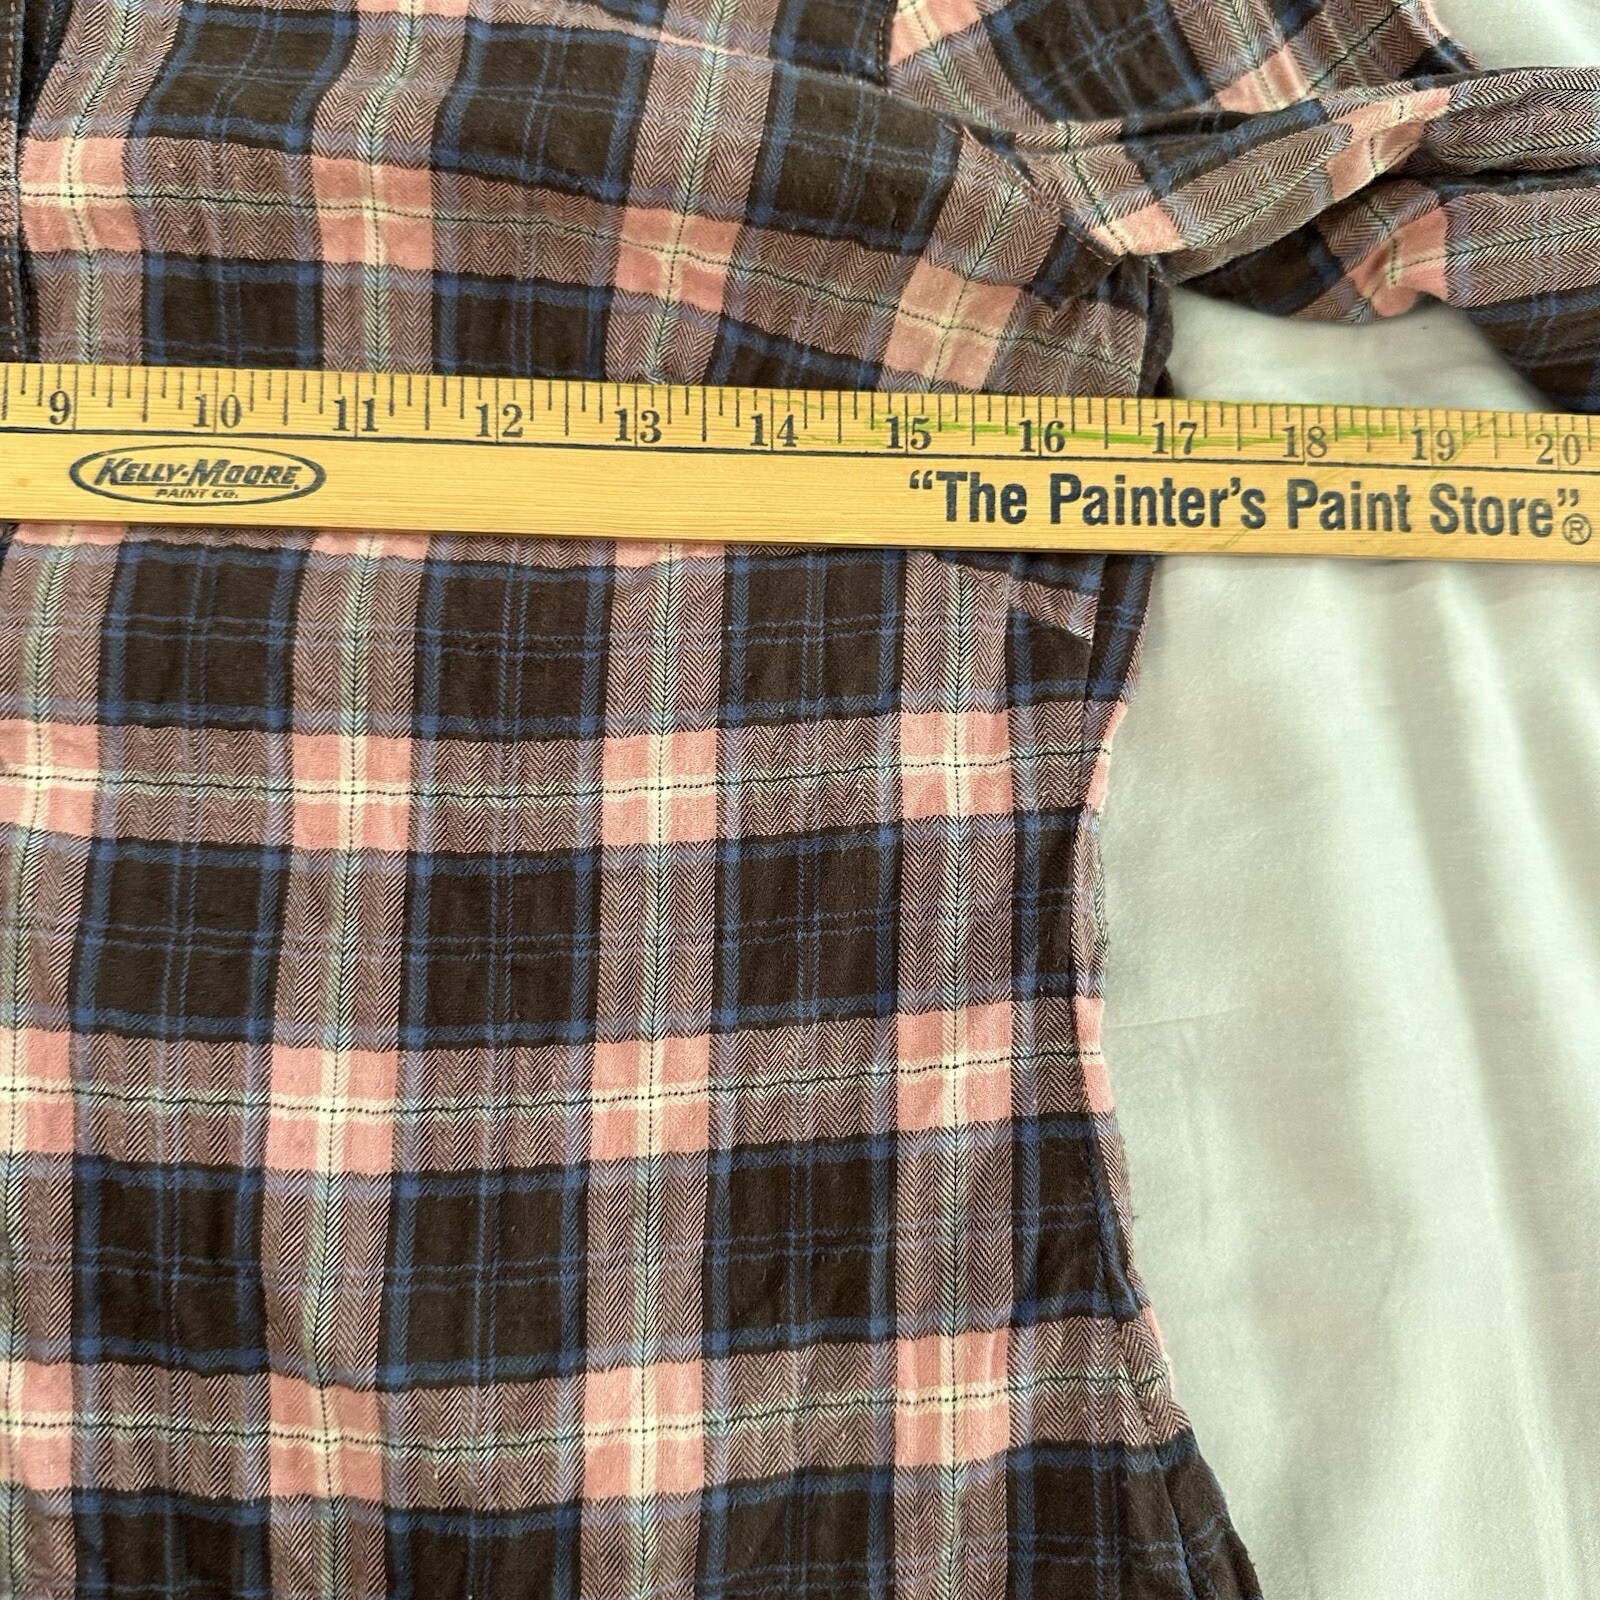 9 10 11 12 13 14 15 16 17 18 19 20
KELLY-MOORE
PAINT CO.
"The Painter's Paint Store"®